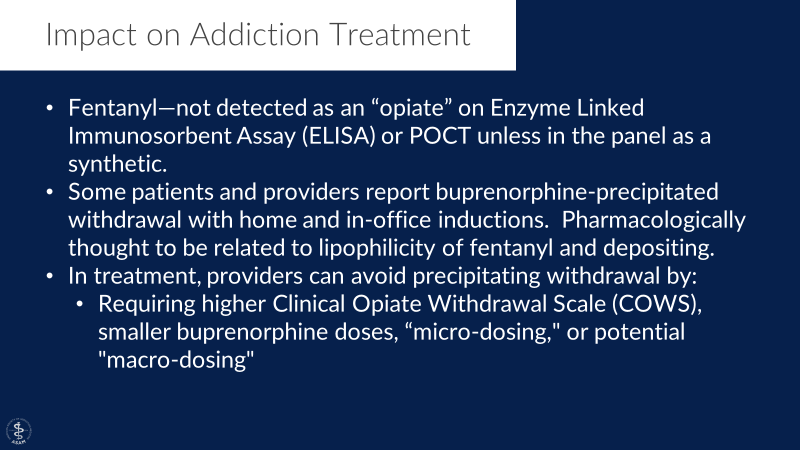 Impact on Addiction Treatment
• Fentanyl—not detected as an “opiate” on Enzyme Linked
Immunosorbent Assay (ELISA) or POCT unless in the panel as a
synthetic.
• Some patients and providers report buprenorphine-precipitated
withdrawal with home and in-office inductions.  Pharmacologically
thought to be related to lipophilicity of fentanyl and depositing.
• In treatment, providers can avoid precipitating withdrawal by:
• Requiring higher Clinical Opiate Withdrawal Scale (COWS),
smaller buprenorphine doses, “micro-dosing," or potential
"macro-dosing"
ASAM